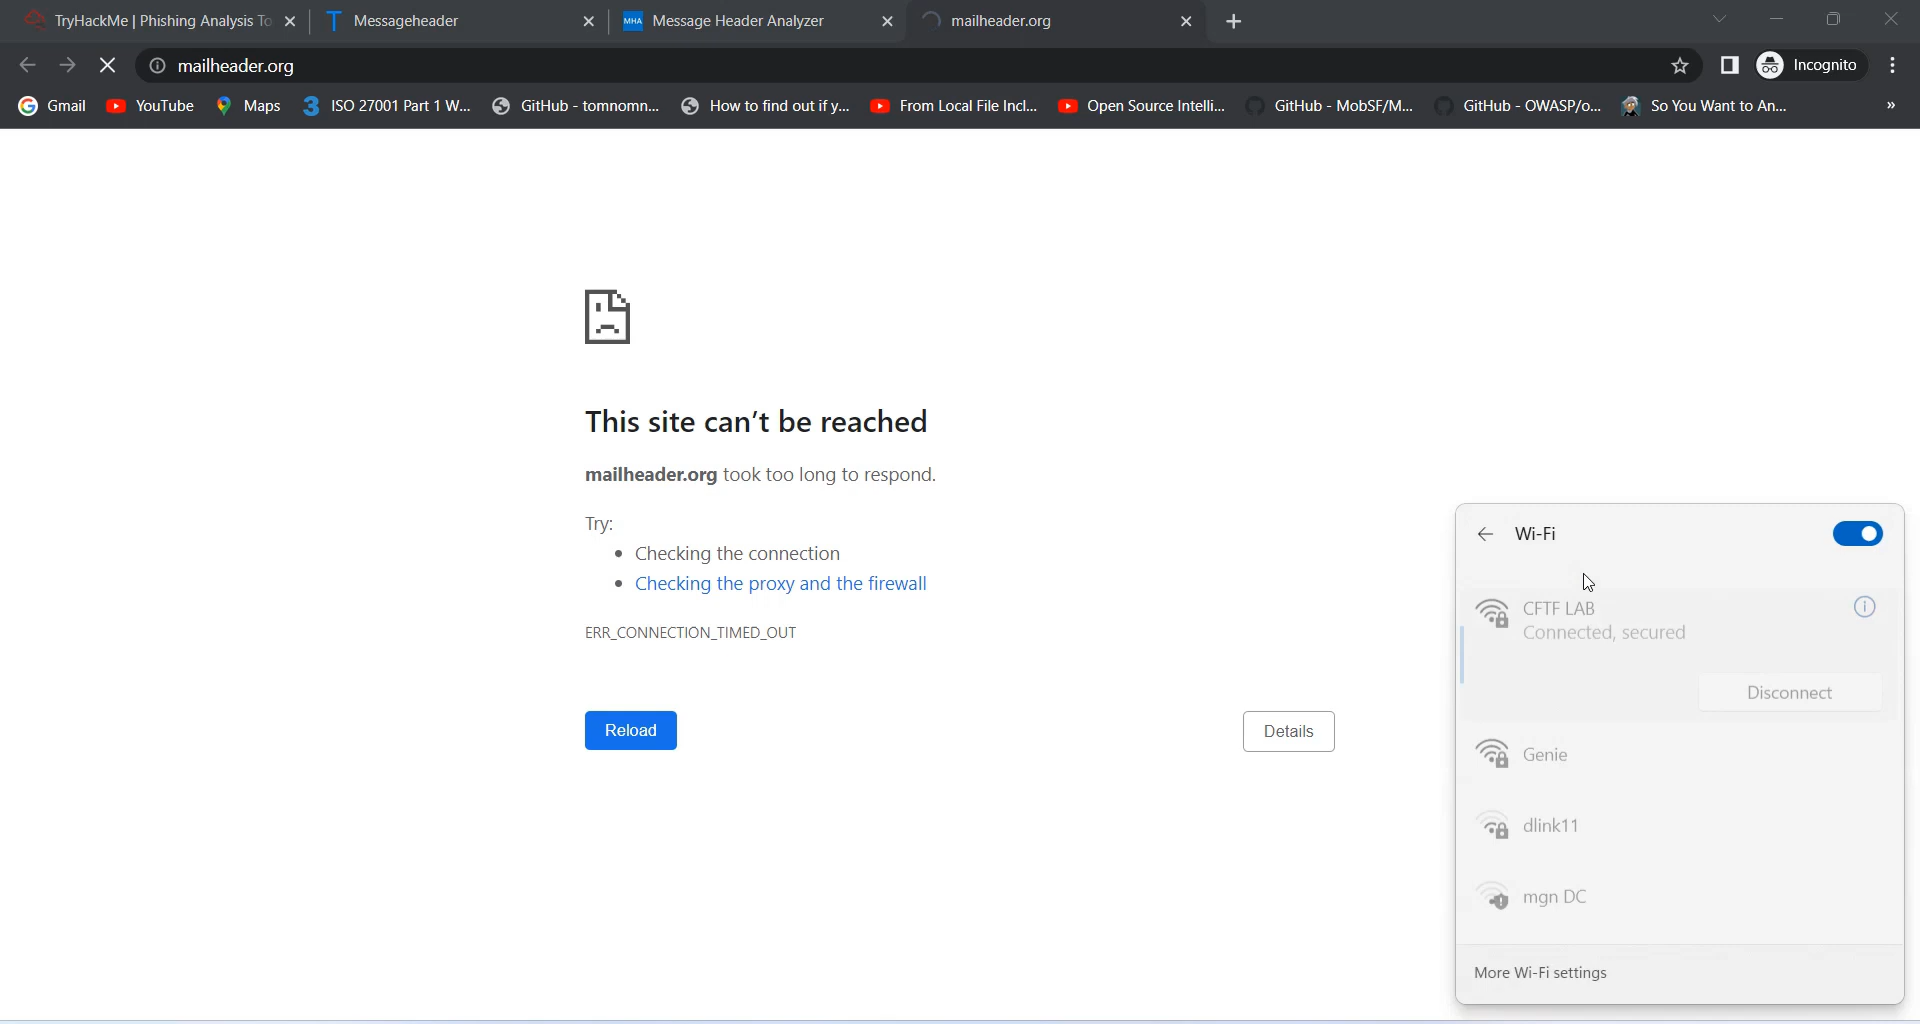 TryHackMe | Phishing Analysis To
Messageheader
MHA
Message Header Analyzer
mailheader.org
mailheader.org
Incognito
Gmail
YouTube
Maps
ISO 27001 Part 1 W...
GitHub - tomnomn...
How to find out if y...
From Local File Incl...
Open Source Intelli...
GitHub - MobSF/M...
GitHub - OWASP/o...
So You Want to An...
»
This site can't be reached
mailheader.org took too long to respond.
Try:
• Checking the connection
• Checking the proxy and the firewall
ERR_CONNECTION_TIMED_OUT
Reload
Details
Wi-Fi
CFTF LAB
Connected, secured
Disconnect
Genie
dlink11
mgn DC
More Wi-Fi settings